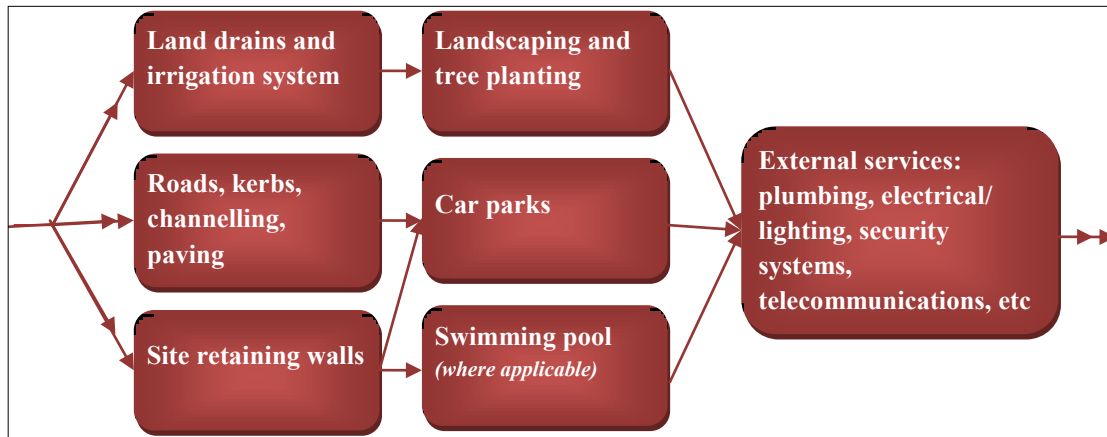 Land drains and
irrigation system
Landscaping and
tree planting
Roads, kerbs,
channelling,
paving
Car parks
External services:
plumbing, electrical/
lighting, security
systems,
telecommunications, etc
Site retaining walls
Swimming pool
(where applicable)